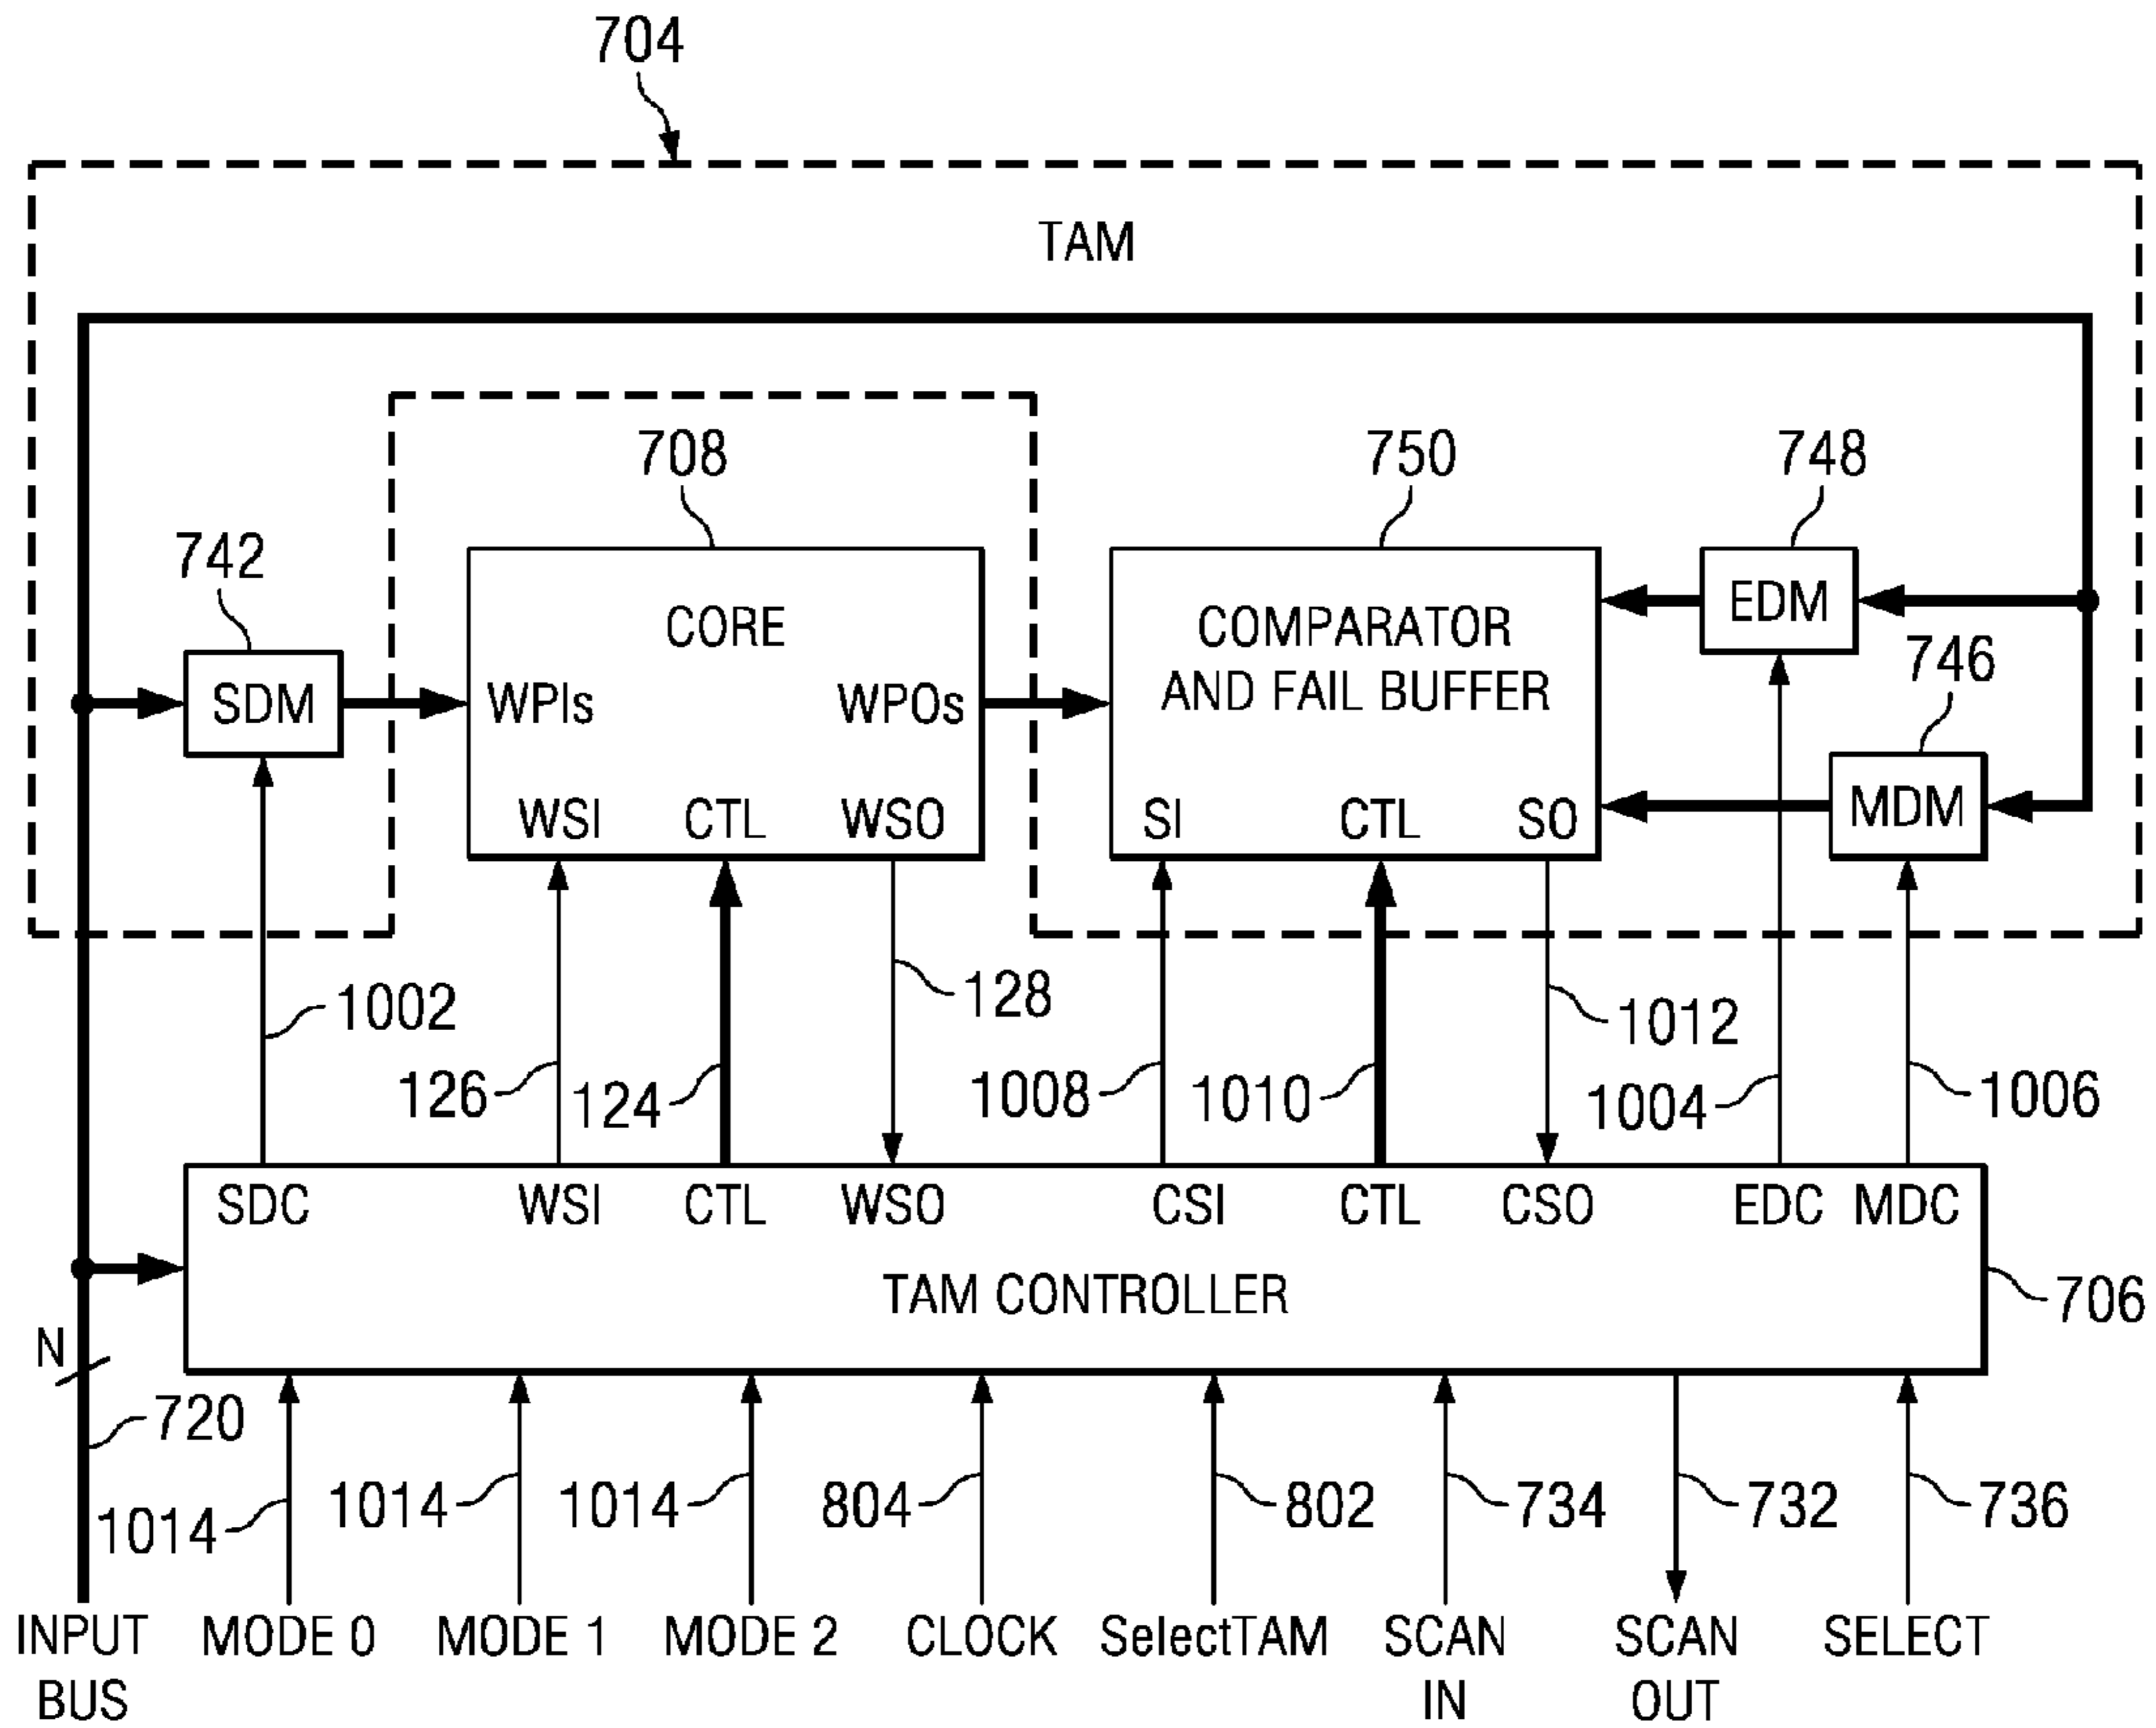 704
TAM
708
750
748
742
CORE
COMPARATOR
AND FAIL BUFFER
EDM
746
SDM
WPIs
WPOs
MDM
WSI
CTL
WSO
SI
CTL
SO
1002
128
1012
126
124
1008
1010
1004
1006
SDC
WSI
CTL
WSO
CSI
CTL
CSO
EDC
MDC
TAM CONTROLLER
706
N
720
1014
1014
1014
804
802
734
732
736
INPUT
BUS
MODE 0
MODE 1
MODE 2
CLOCK
SelectTAM
SCAN
IN
SCAN
OUT
SELECT